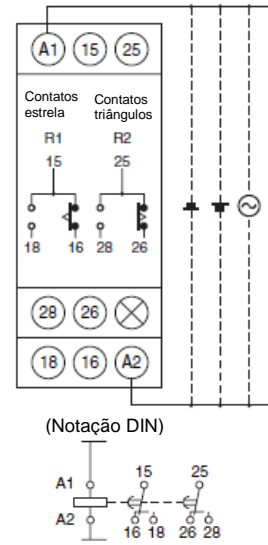 A1 15 25
Contatos estrela
Contatos triângulos
R1 R2
15 25
18 16 28 26
28 26
18 16 A2
(Notação DIN)
15 25
A1
A2
16 18 26 28